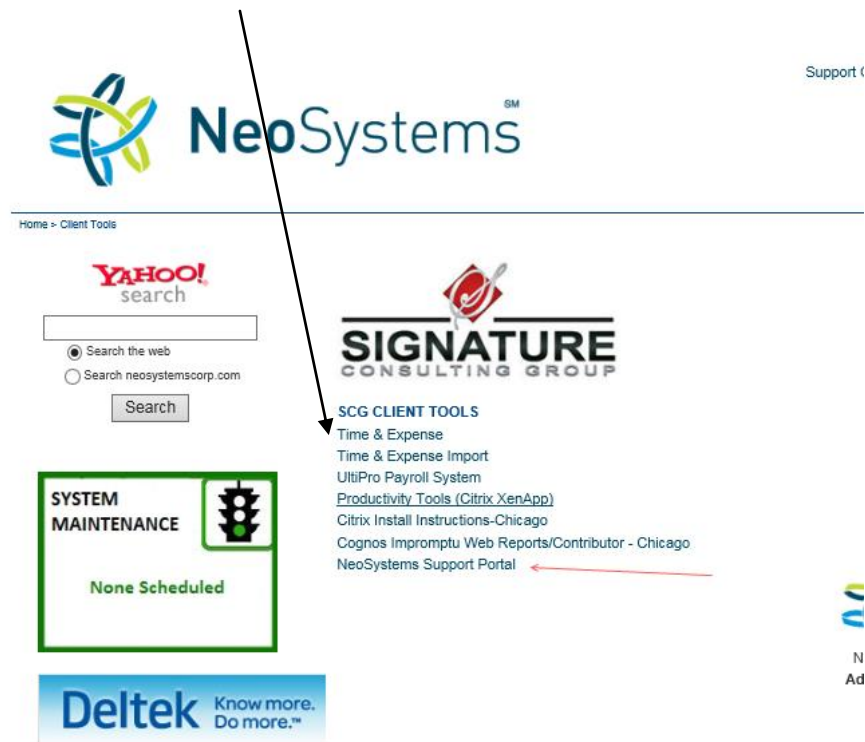 Support
NeoSystems SM
Home > Client Tools
YAHOO!
search
Search the web
Search neosystemscorp.com
Search
SYSTEM
MAINTENANCE
None Scheduled
Deltek Know more.
Do more.™
SIGNATURE
CONSULTING GROUP
SCG CLIENT TOOLS
Time & Expense
Time & Expense Import
UltiPro Payroll System
Productivity Tools (Citrix XenApp)
Citrix Install Instructions-Chicago
Cognos Impromptu Web Reports/Contributor - Chicago
NeoSystems Support Portal
N
Ad